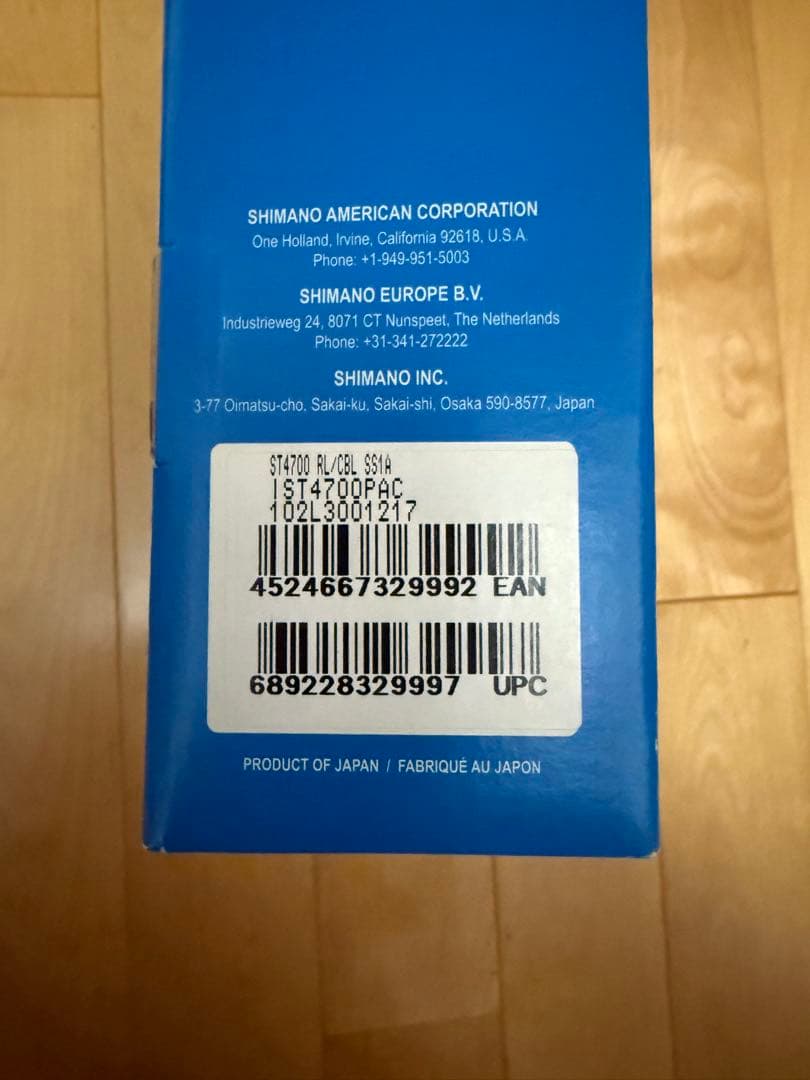 SHIMANO AMERICAN CORPORATION
One Holland, Irvine, California 92618, U.S.A.
Phone: +1-949-951-5003
SHIMANO EUROPE B.V.
Industrieweg 24, 8071 CT Nunspeet, The Netherlands
Phone: +31-341-272222
SHIMANO INC.
3-77 Oimatsu-cho, Sakai-ku, Sakai-shi, Osaka 590-8577, Japan
ST4700 RL/CBL SS1A
IST4700PAC
102L3001217
4524667329992 EAN
689228329997 UPC
PRODUCT OF JAPAN / FABRIQUÉ AU JAPON